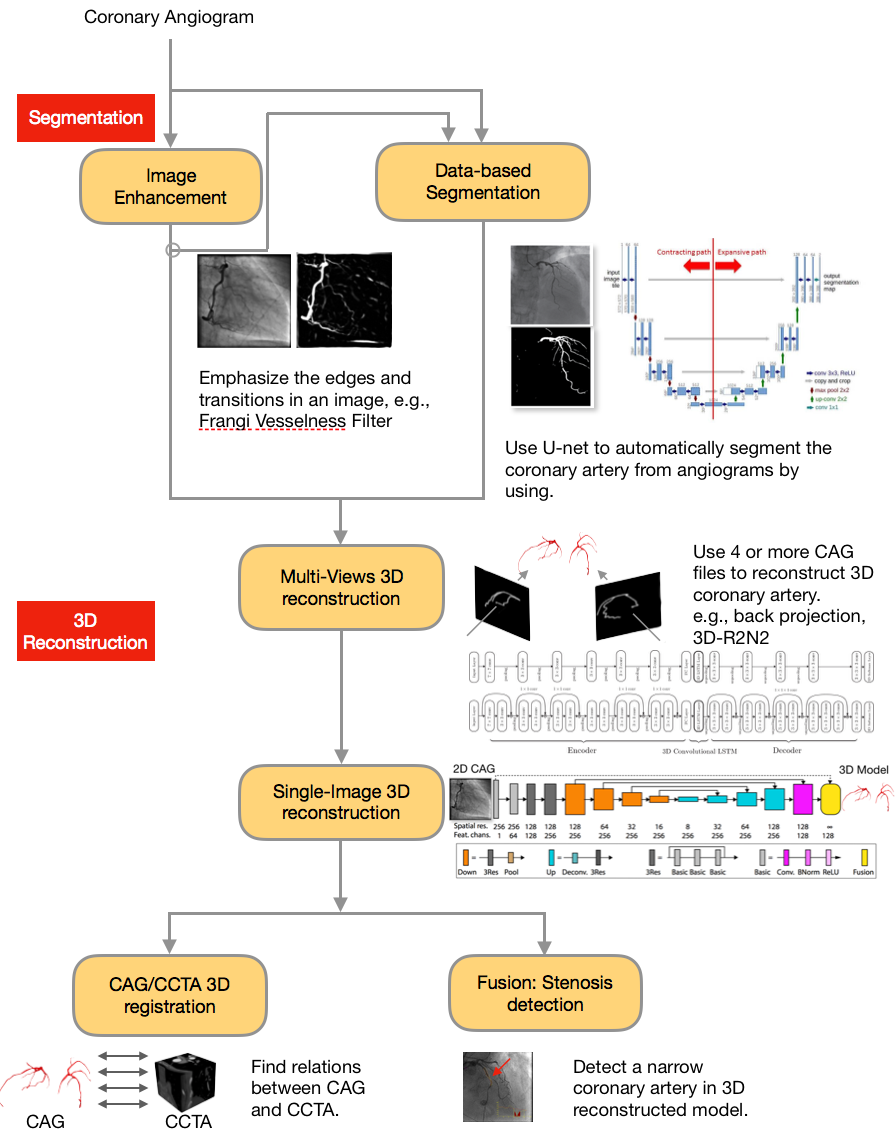 Coronary Angiogram
Segmentation
Image
Enhancement
Data-based
Segmentation
Contracting path
Expansive path
input
image
tile
output
segmentation
map
conv 3x3, ReLU
copy and crop
max pool 2x2
up-conv 2x2
conv 1x1
Emphasize the edges and
transitions in an image, e.g.,
Frangi Vesselness Filter
Use U-net to automatically segment the
coronary artery from angiograms by
using.
Multi-Views 3D
reconstruction
Use 4 or more CAG
files to reconstruct 3D
coronary artery.
e.g., back projection,
3D-R2N2
3D
Reconstruction
Encoder
3D Convolutional LSTM
Decoder
Single-Image 3D
reconstruction
2D CAG
3D Model
Spatial res. 256 256 128 128 128 64 32 16 8 32 64 128 128 ∞
Feat. chans. 1 64 128 256 256 256 256 256 256 256 256 256 128 128
Down = 3Res Pool
Up = Deconv. 3Res
3Res = Basic Basic Basic
Basic = Conv. BNorm ReLU
Fusion
CAG/CCTA 3D
registration
Fusion: Stenosis
detection
CAG
CCTA
Find relations
between CAG
and CCTA.
Detect a narrow
coronary artery in 3D
reconstructed model.